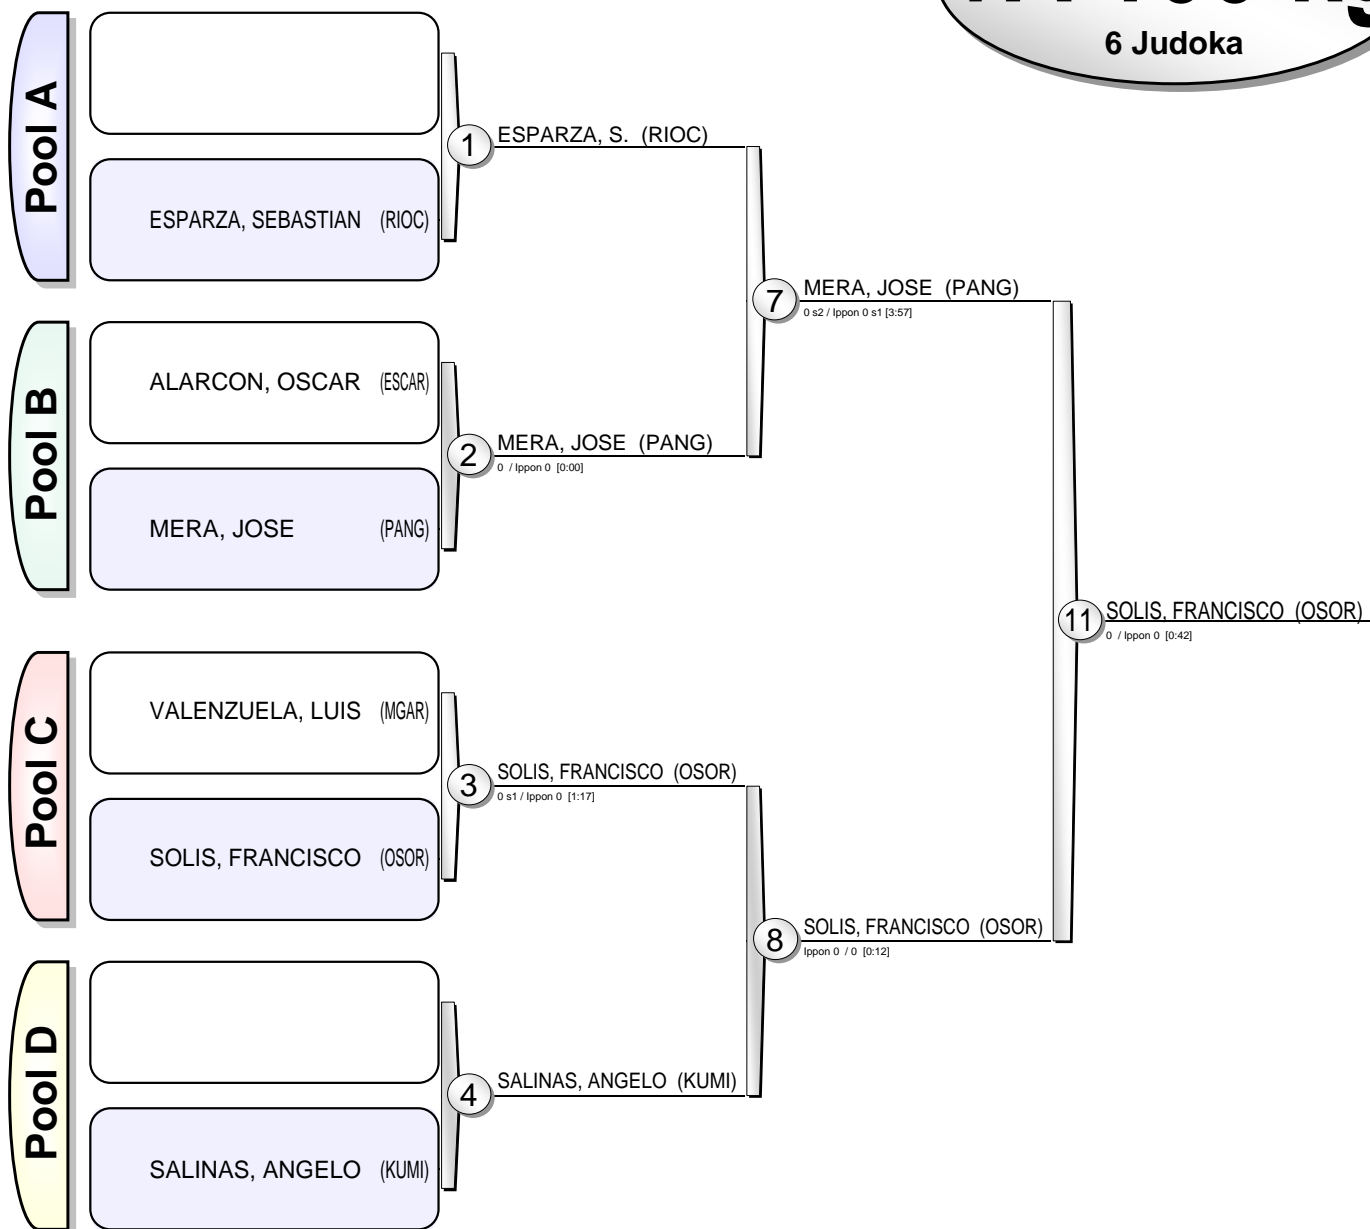 6 Judoka
Pool A
ESPARZA, SEBASTIAN (RIOC)
1
ESPARZA, S. (RIOC)
Pool B
ALARCON, OSCAR (ESCAR)
MERA, JOSE (PANG)
2
MERA, JOSE (PANG)
0 / Ippon 0 [0:00]
7
MERA, JOSE (PANG)
0 s2 / Ippon 0 s1 [3:57]
Pool C
VALENZUELA, LUIS (MGAR)
SOLIS, FRANCISCO (OSOR)
3
SOLIS, FRANCISCO (OSOR)
0 s1 / Ippon 0 [1:17]
Pool D
SALINAS, ANGELO (KUMI)
4
SALINAS, ANGELO (KUMI)
8
SOLIS, FRANCISCO (OSOR)
Ippon 0 / 0 [0:12]
11
SOLIS, FRANCISCO (OSOR)
0 / Ippon 0 [0:42]